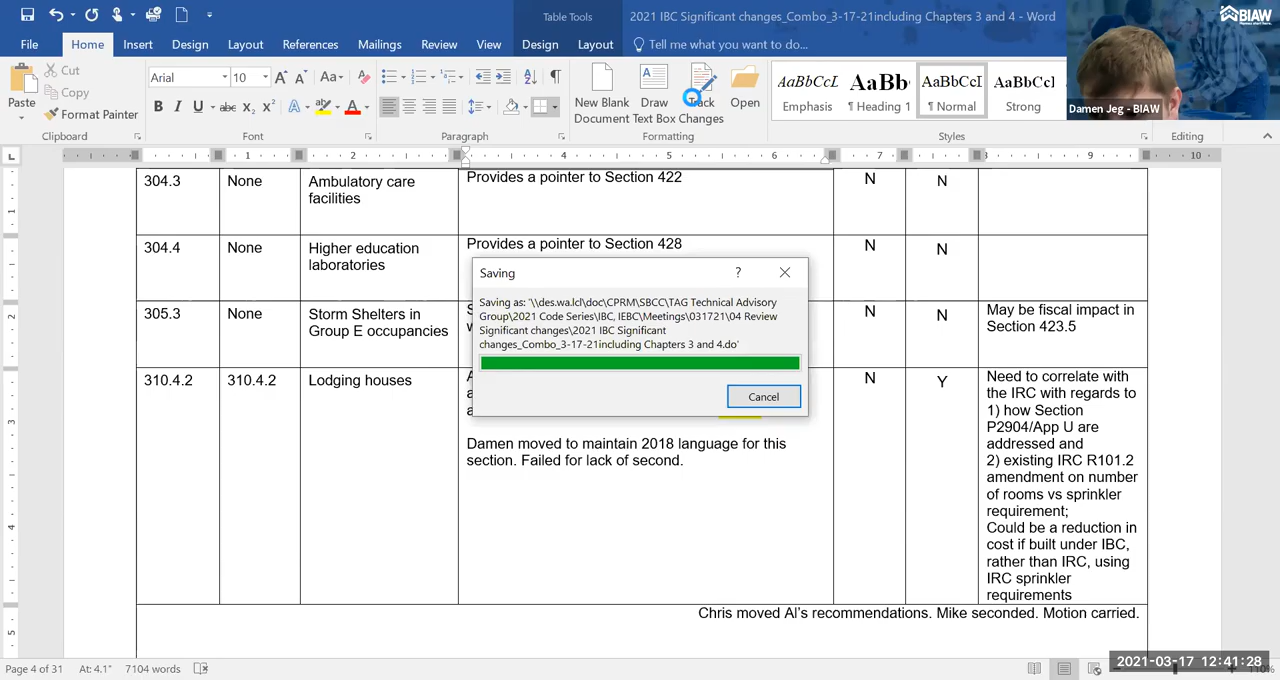 Table Tools
2021 IBC Significant changes_Combo_3-17-21including Chapters 3 and 4 - Word
BIAW
File Home Insert Design Layout References Mailings Review View Design Layout Tell me what you want to do...
Paste
Cut
Copy
Format Painter
Clipboard
Arial 10
Font
Paragraph
New Blank Document
Draw Text Box
Track Changes
Open
Formatting
AaBbCcL AaBb AaBbCcI AaBbCcL
Emphasis ¶ Heading 1 ¶ Normal Strong
Styles
Editing
Damen Jeg - BIAW
1 2 4 5 6 7 9 10
304.3 None Ambulatory care facilities Provides a pointer to Section 422 N N
304.4 None Higher education laboratories Provides a pointer to Section 428 N N
305.3 None Storm Shelters in Group E occupancies N N May be fiscal impact in Section 423.5
310.4.2 310.4.2 Lodging houses N Y
Saving
?
Saving as: '\\des.wa.lcl\doc\CPRM\SBCC\TAG Technical Advisory
Group\2021 Code Series\IBC, IEBC\Meetings\031721\04 Review
Significant changes\2021 IBC Significant
changes_Combo_3-17-21including Chapters 3 and 4.do'
Cancel
Damen moved to maintain 2018 language for this
section. Failed for lack of second.
Need to correlate with
the IRC with regards to
1) how Section
P2904/App U are
addressed and
2) existing IRC R101.2
amendment on number
of rooms vs sprinkler
requirement;
Could be a reduction in
cost if built under IBC,
rather than IRC, using
IRC sprinkler
requirements
Chris moved Al's recommendations. Mike seconded. Motion carried.
Page 4 of 31 At: 4.1" 7104 words
2021-03-17 12:41:28